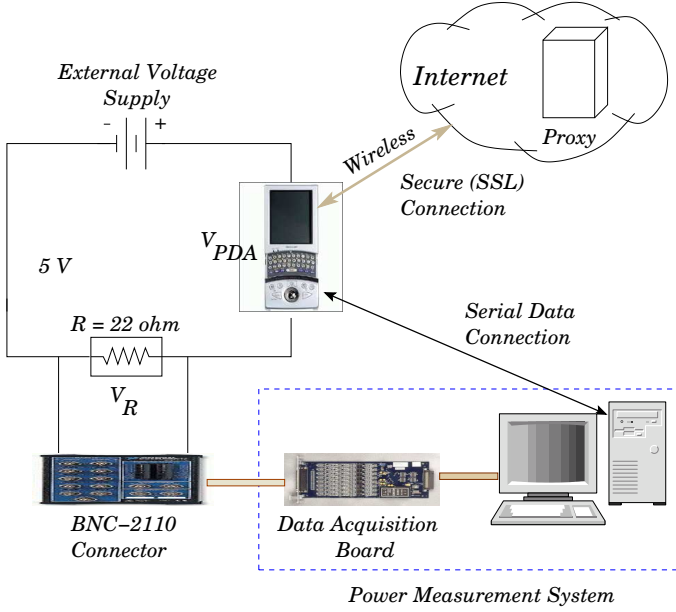 External Voltage
Supply
- +
Internet
Proxy
Wireless
Secure (SSL)
Connection
V PDA
5 V
R = 22 ohm
V R
Serial Data
Connection
BNC−2110
Connector
Data Acquisition
Board
Power Measurement System